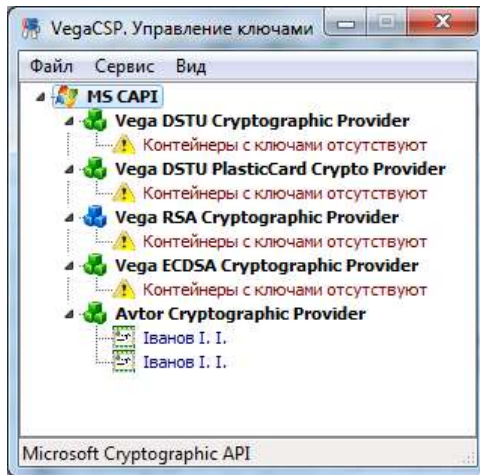 VegaCSP. Управление ключами
Файл Сервис Вид
MS CAPI
Vega DSTU Cryptographic Provider
Контейнеры с ключами отсутствуют
Vega DSTU PlasticCard Crypto Provider
Контейнеры с ключами отсутствуют
Vega RSA Cryptographic Provider
Контейнеры с ключами отсутствуют
Vega ECDSA Cryptographic Provider
Контейнеры с ключами отсутствуют
Avtor Cryptographic Provider
Іванов І. І.
Іванов І. І.
Microsoft Cryptographic API